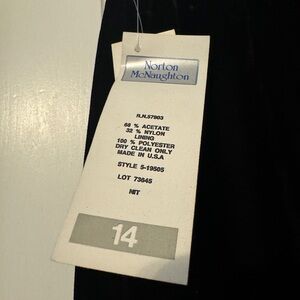 Norton
McNaughton
R.N.57903
68 % ACETATE
32 % NYLON
LINING
100 % POLYESTER
DRY CLEAN ONLY
MADE IN U.S.A
STYLE 5-19505
LOT 73645
NIT
14